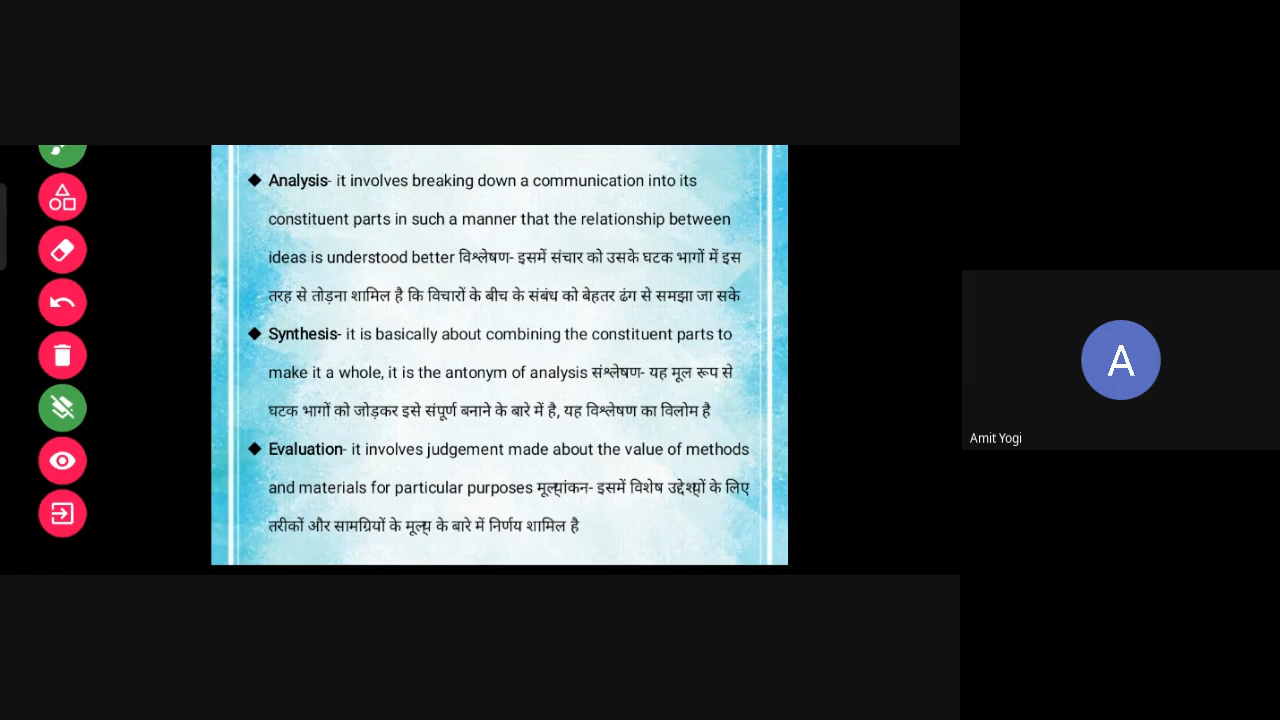 ◆ Analysis- it involves breaking down a communication into its
constituent parts in such a manner that the relationship between
ideas is understood better विश्लेषण- इसमें संचार को उसके घटक भागों में इस
तरह से तोड़ना शामिल है कि विचारों के बीच के संबंध को बेहतर ढंग से समझा जा सके
◆ Synthesis- it is basically about combining the constituent parts to
make it a whole, it is the antonym of analysis संश्लेषण- यह मूल रूप से
घटक भागों को जोड़कर इसे संपूर्ण बनाने के बारे में है, यह विश्लेषण का विलोम है
◆ Evaluation- it involves judgement made about the value of methods
and materials for particular purposes मूल्यांकन- इसमें विशेष उद्देश्यों के लिए
तरीकों और सामग्रियों के मूल्य के बारे में निर्णय शामिल है
A
Amit Yogi